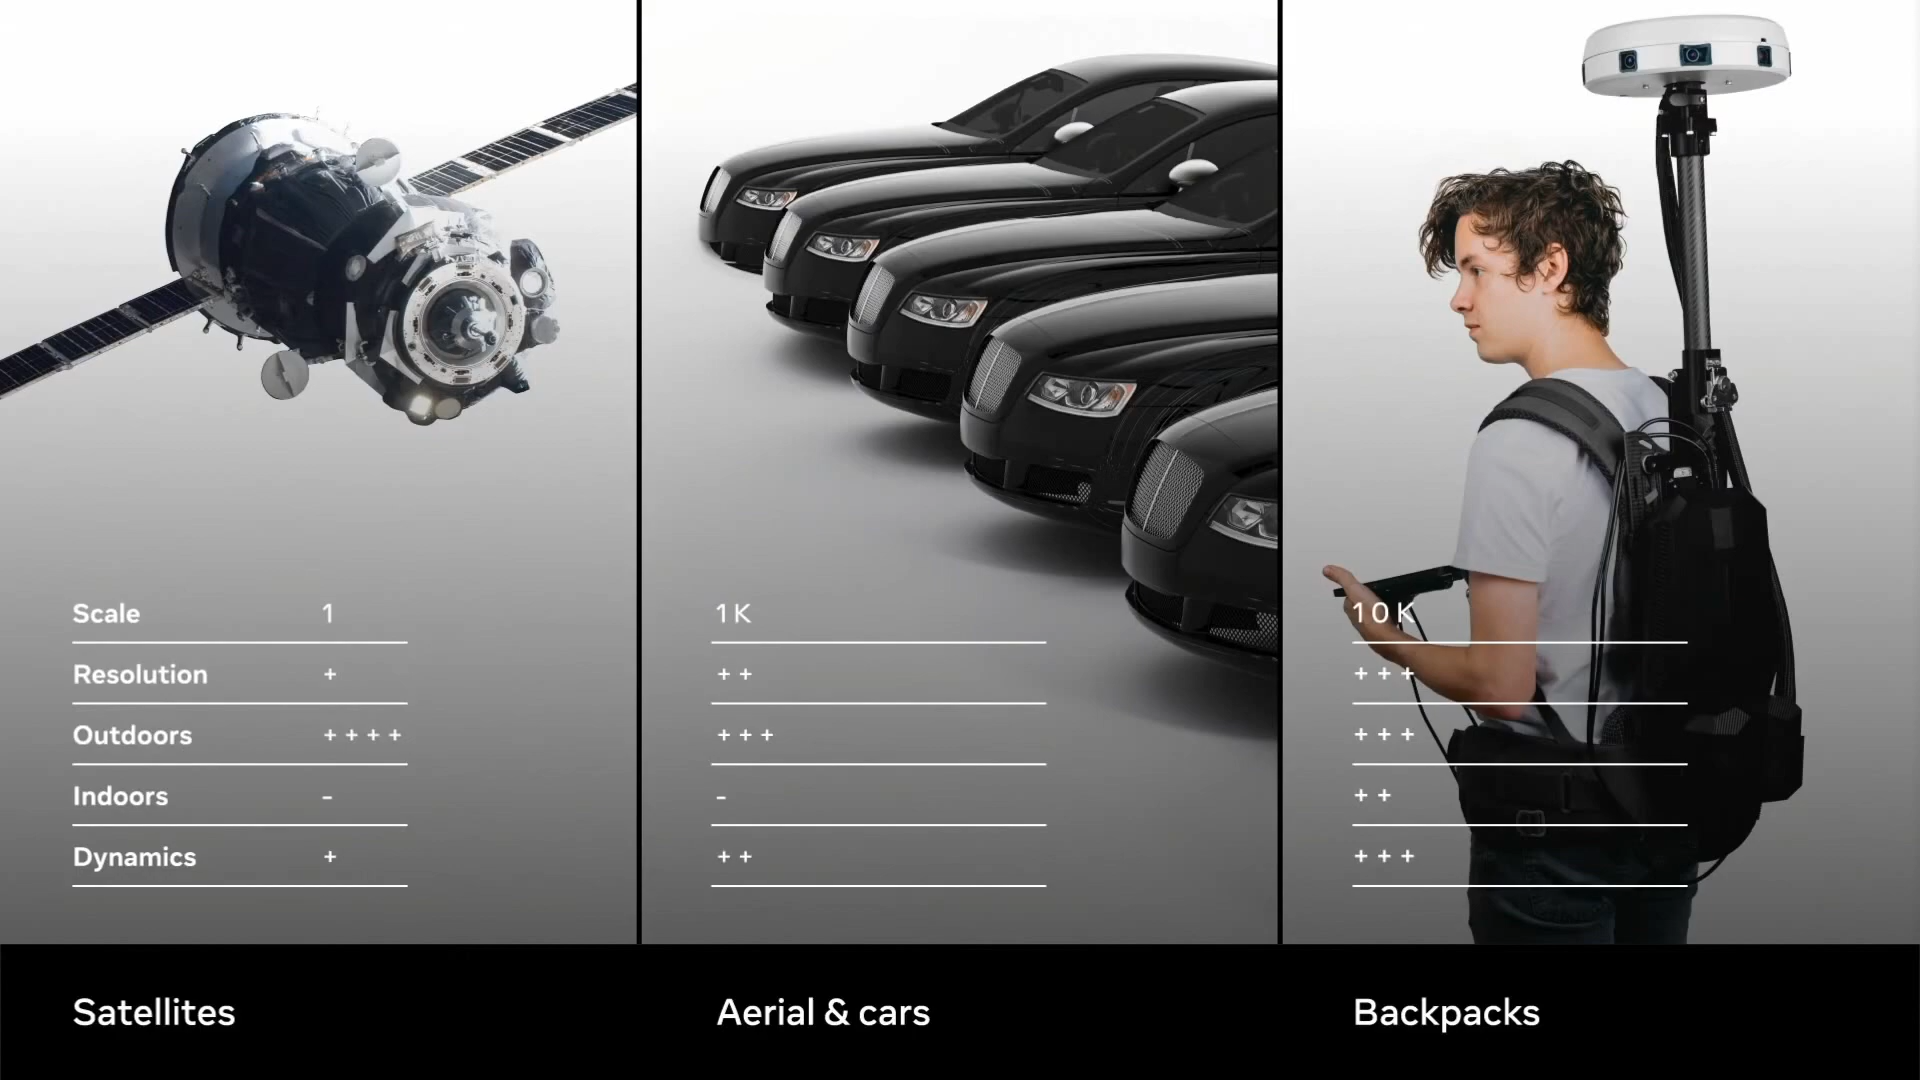 Scale 1 1K 10K
Resolution + ++ +++
Outdoors ++++ +++ +++
Indoors - - ++
Dynamics + ++ +++
Satellites Aerial & cars Backpacks